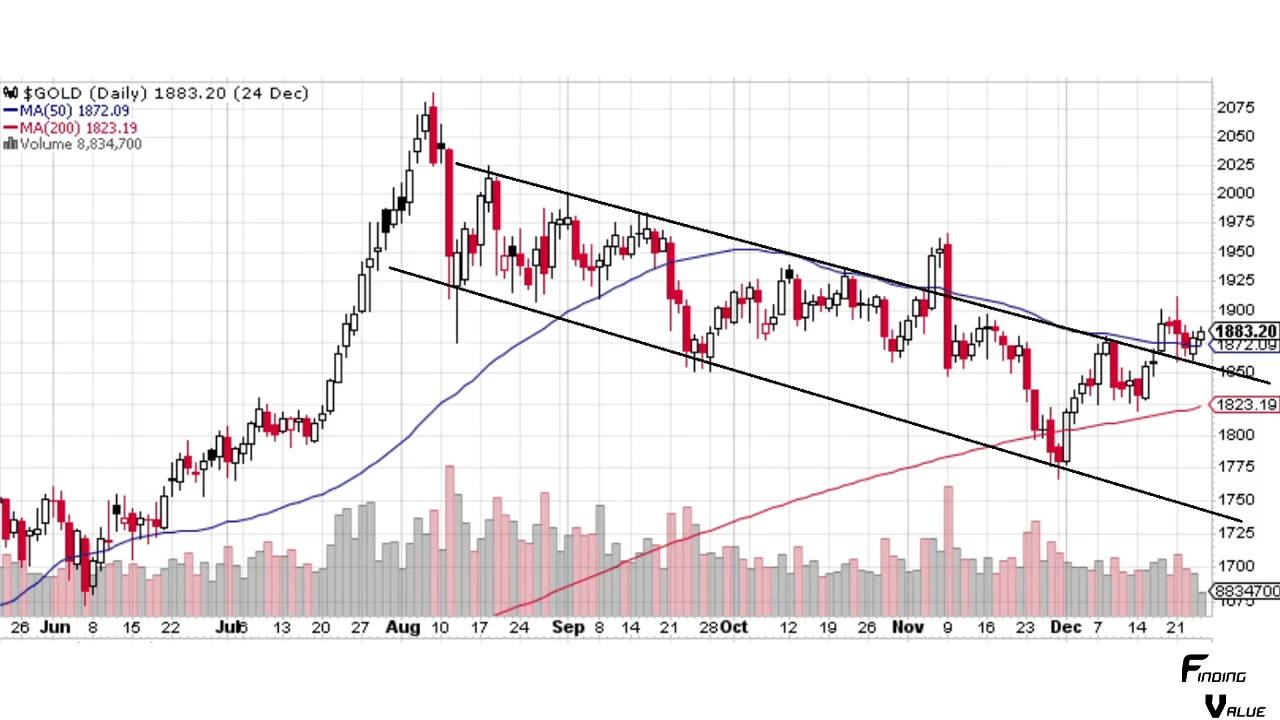 $GOLD (Daily) 1883.20 (24 Dec)
MA(50) 1872.09
MA(200) 1823.19
Volume 8,834,700
2075
2050
2025
2000
1975
1950
1925
1900
1883.20
1872.09
1850
1823.19
1800
1775
1750
1725
1700
8834700
1675
26 Jun 8 15 22 Jul 6 13 20 27 Aug 10 17 24 Sep 8 14 21 28 Oct 12 19 26 Nov 9 16 23 Dec 7 14 21
Finding
Value